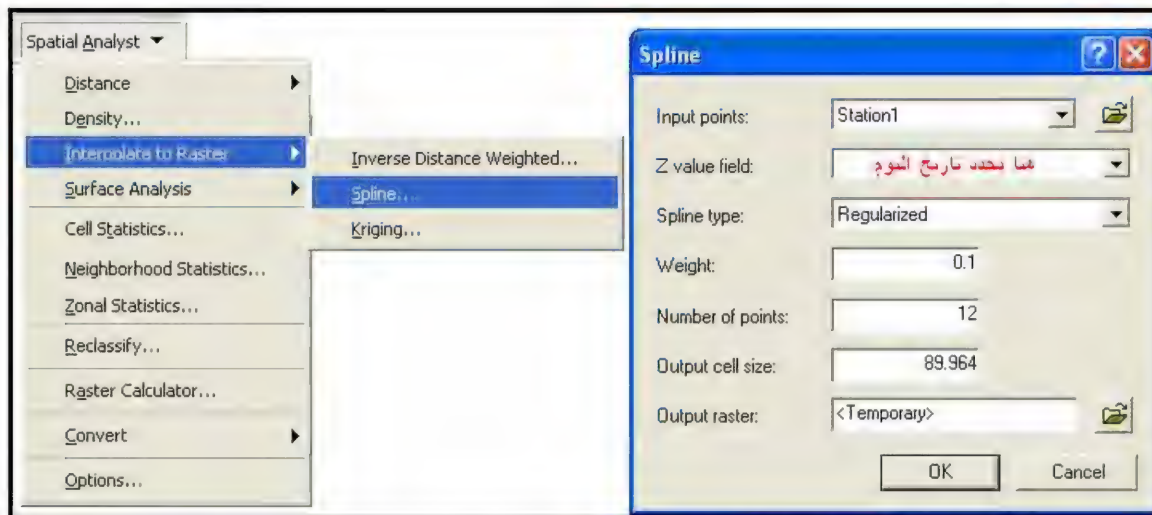 Spatial Analyst
Distance
Density...
Interpolate to Raster
Surface Analysis
Cell Statistics...
Neighborhood Statistics...
Zonal Statistics...
Reclassify...
Raster Calculator...
Convert
Options...
Inverse Distance Weighted...
Spline...
Kriging...
Spline
Input points: Station1
Z value field: هنا نحدد تاريخ اليوم
Spline type: Regularized
Weight: 0.1
Number of points: 12
Output cell size: 89.964
Output raster: <Temporary>
OK Cancel